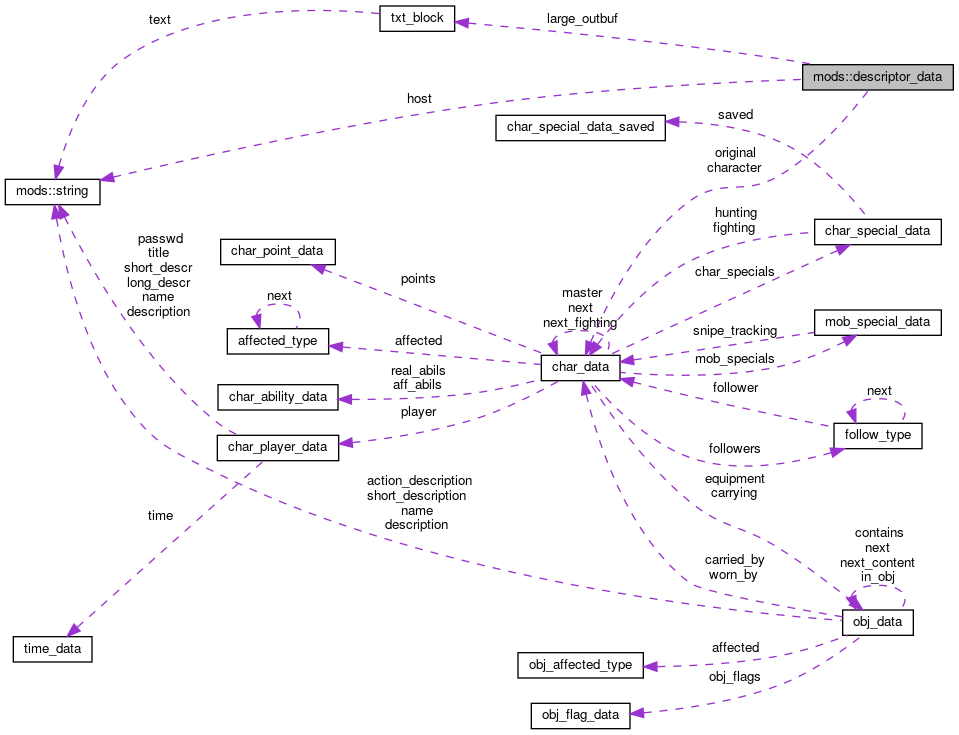 text
txt_block
large_outbuf
mods::descriptor_data
host
saved
char_special_data_saved
original
character
mods::string
passwd
title
short_descr
long_descr
name
description
char_point_data
points
hunting
fighting
char_special_data
char_specials
next
affected_type
affected
master
next
next_fighting
char_data
snipe_tracking
mob_special_data
mob_specials
real_abils
aff_abils
char_ability_data
follower
next
follow_type
player
char_player_data
followers
equipment
carrying
action_description
short_description
name
description
time
contains
next
next_content
in_obj
carried_by
worn_by
obj_data
time_data
affected
obj_affected_type
obj_flags
obj_flag_data